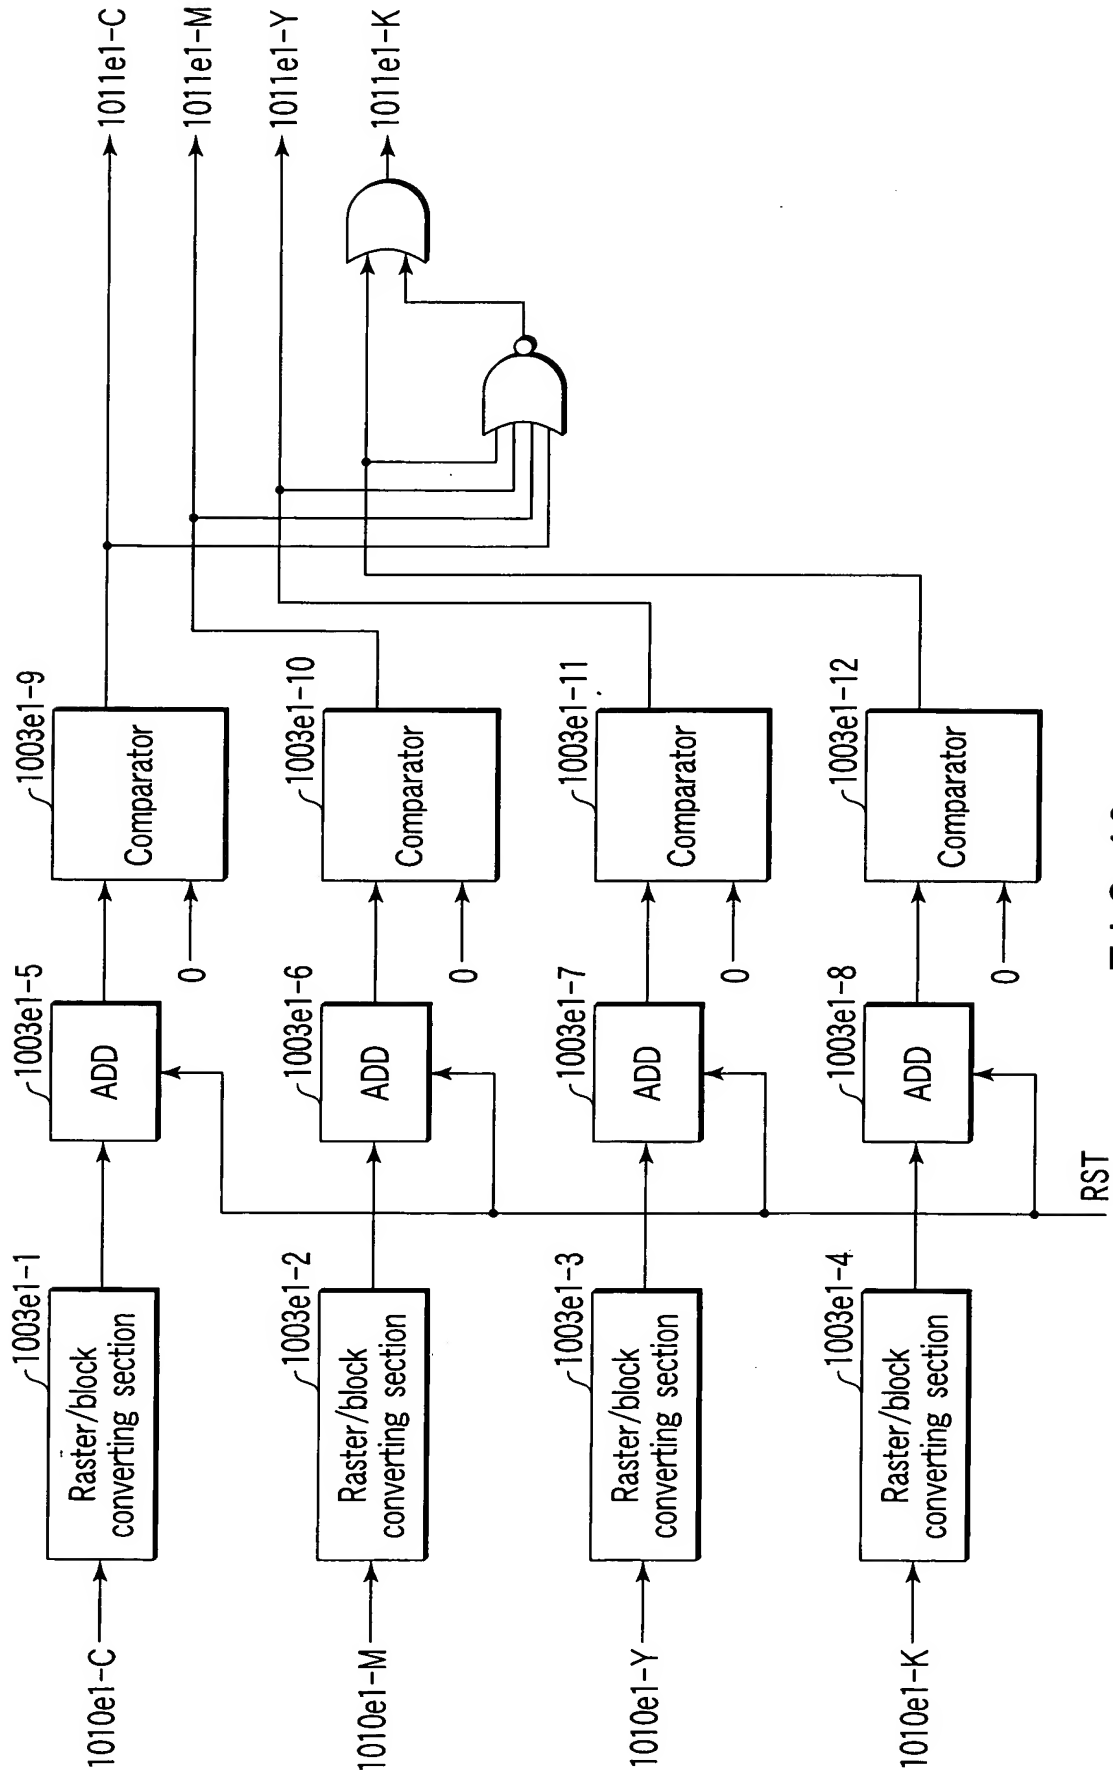 1010e1-C
1003e1-1
Raster/block
converting section
1003e1-5
ADD
1003e1-9
Comparator
0
1011e1-C
1010e1-M
1003e1-2
Raster/block
converting section
1003e1-6
ADD
1003e1-10
Comparator
0
1011e1-M
1010e1-Y
1003e1-3
Raster/block
converting section
1003e1-7
ADD
1003e1-11
Comparator
0
1011e1-Y
1010e1-K
1003e1-4
Raster/block
converting section
1003e1-8
ADD
1003e1-12
Comparator
0
1011e1-K
RST